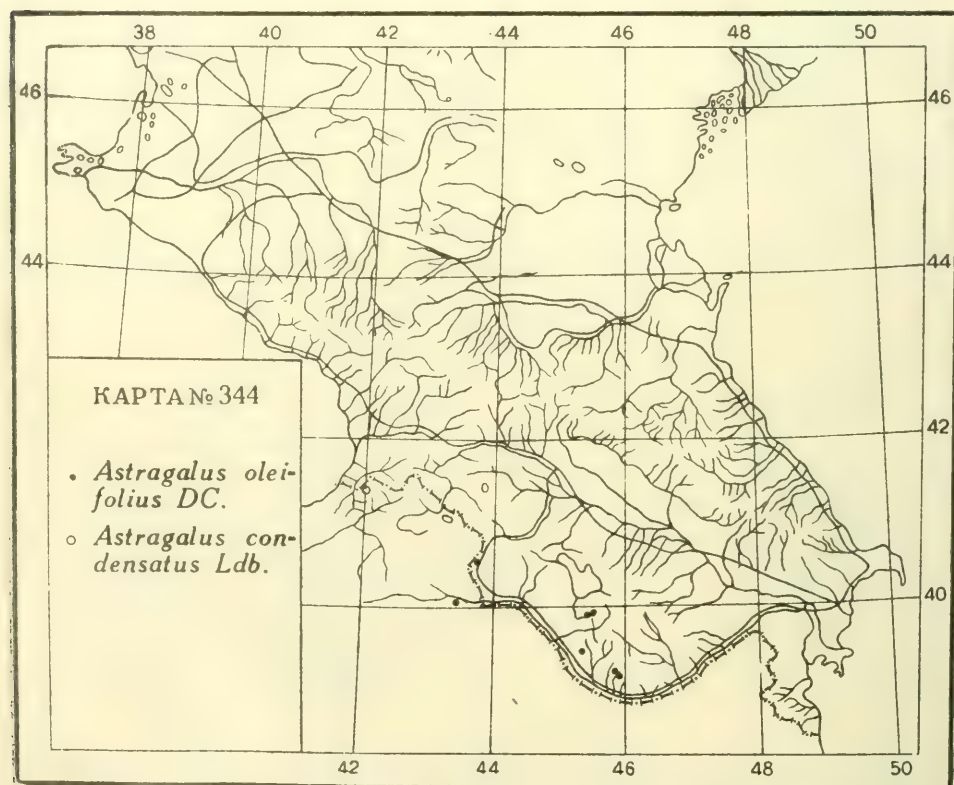 38 40 42 44 46 48 50
46 46
44 44
КАРТА № 344
42
• Astragalus olei-
folius DC.
○ Astragalus con-
densatus Ldb.
40
42 44 46 48 50